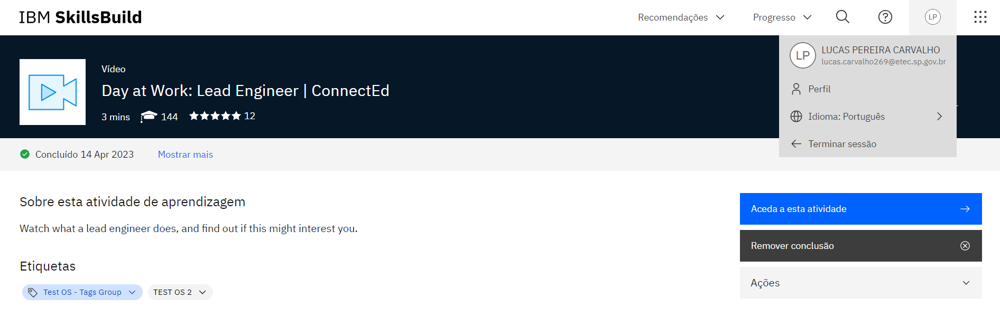 IBM SkillsBuild
Recomendações
Progresso
LP
LP
LUCAS PEREIRA CARVALHO
lucas.carvalho269@etec.sp.gov.br
Perfil
Idioma: Português
Terminar sessão
Vídeo
Day at Work: Lead Engineer | ConnectEd
3 mins 144 12
Concluído 14 Apr 2023 Mostrar mais
Sobre esta atividade de aprendizagem
Watch what a lead engineer does, and find out if this might interest you.
Etiquetas
Test OS - Tags Group TEST OS 2
Aceda a esta atividade
Remover conclusão
Ações